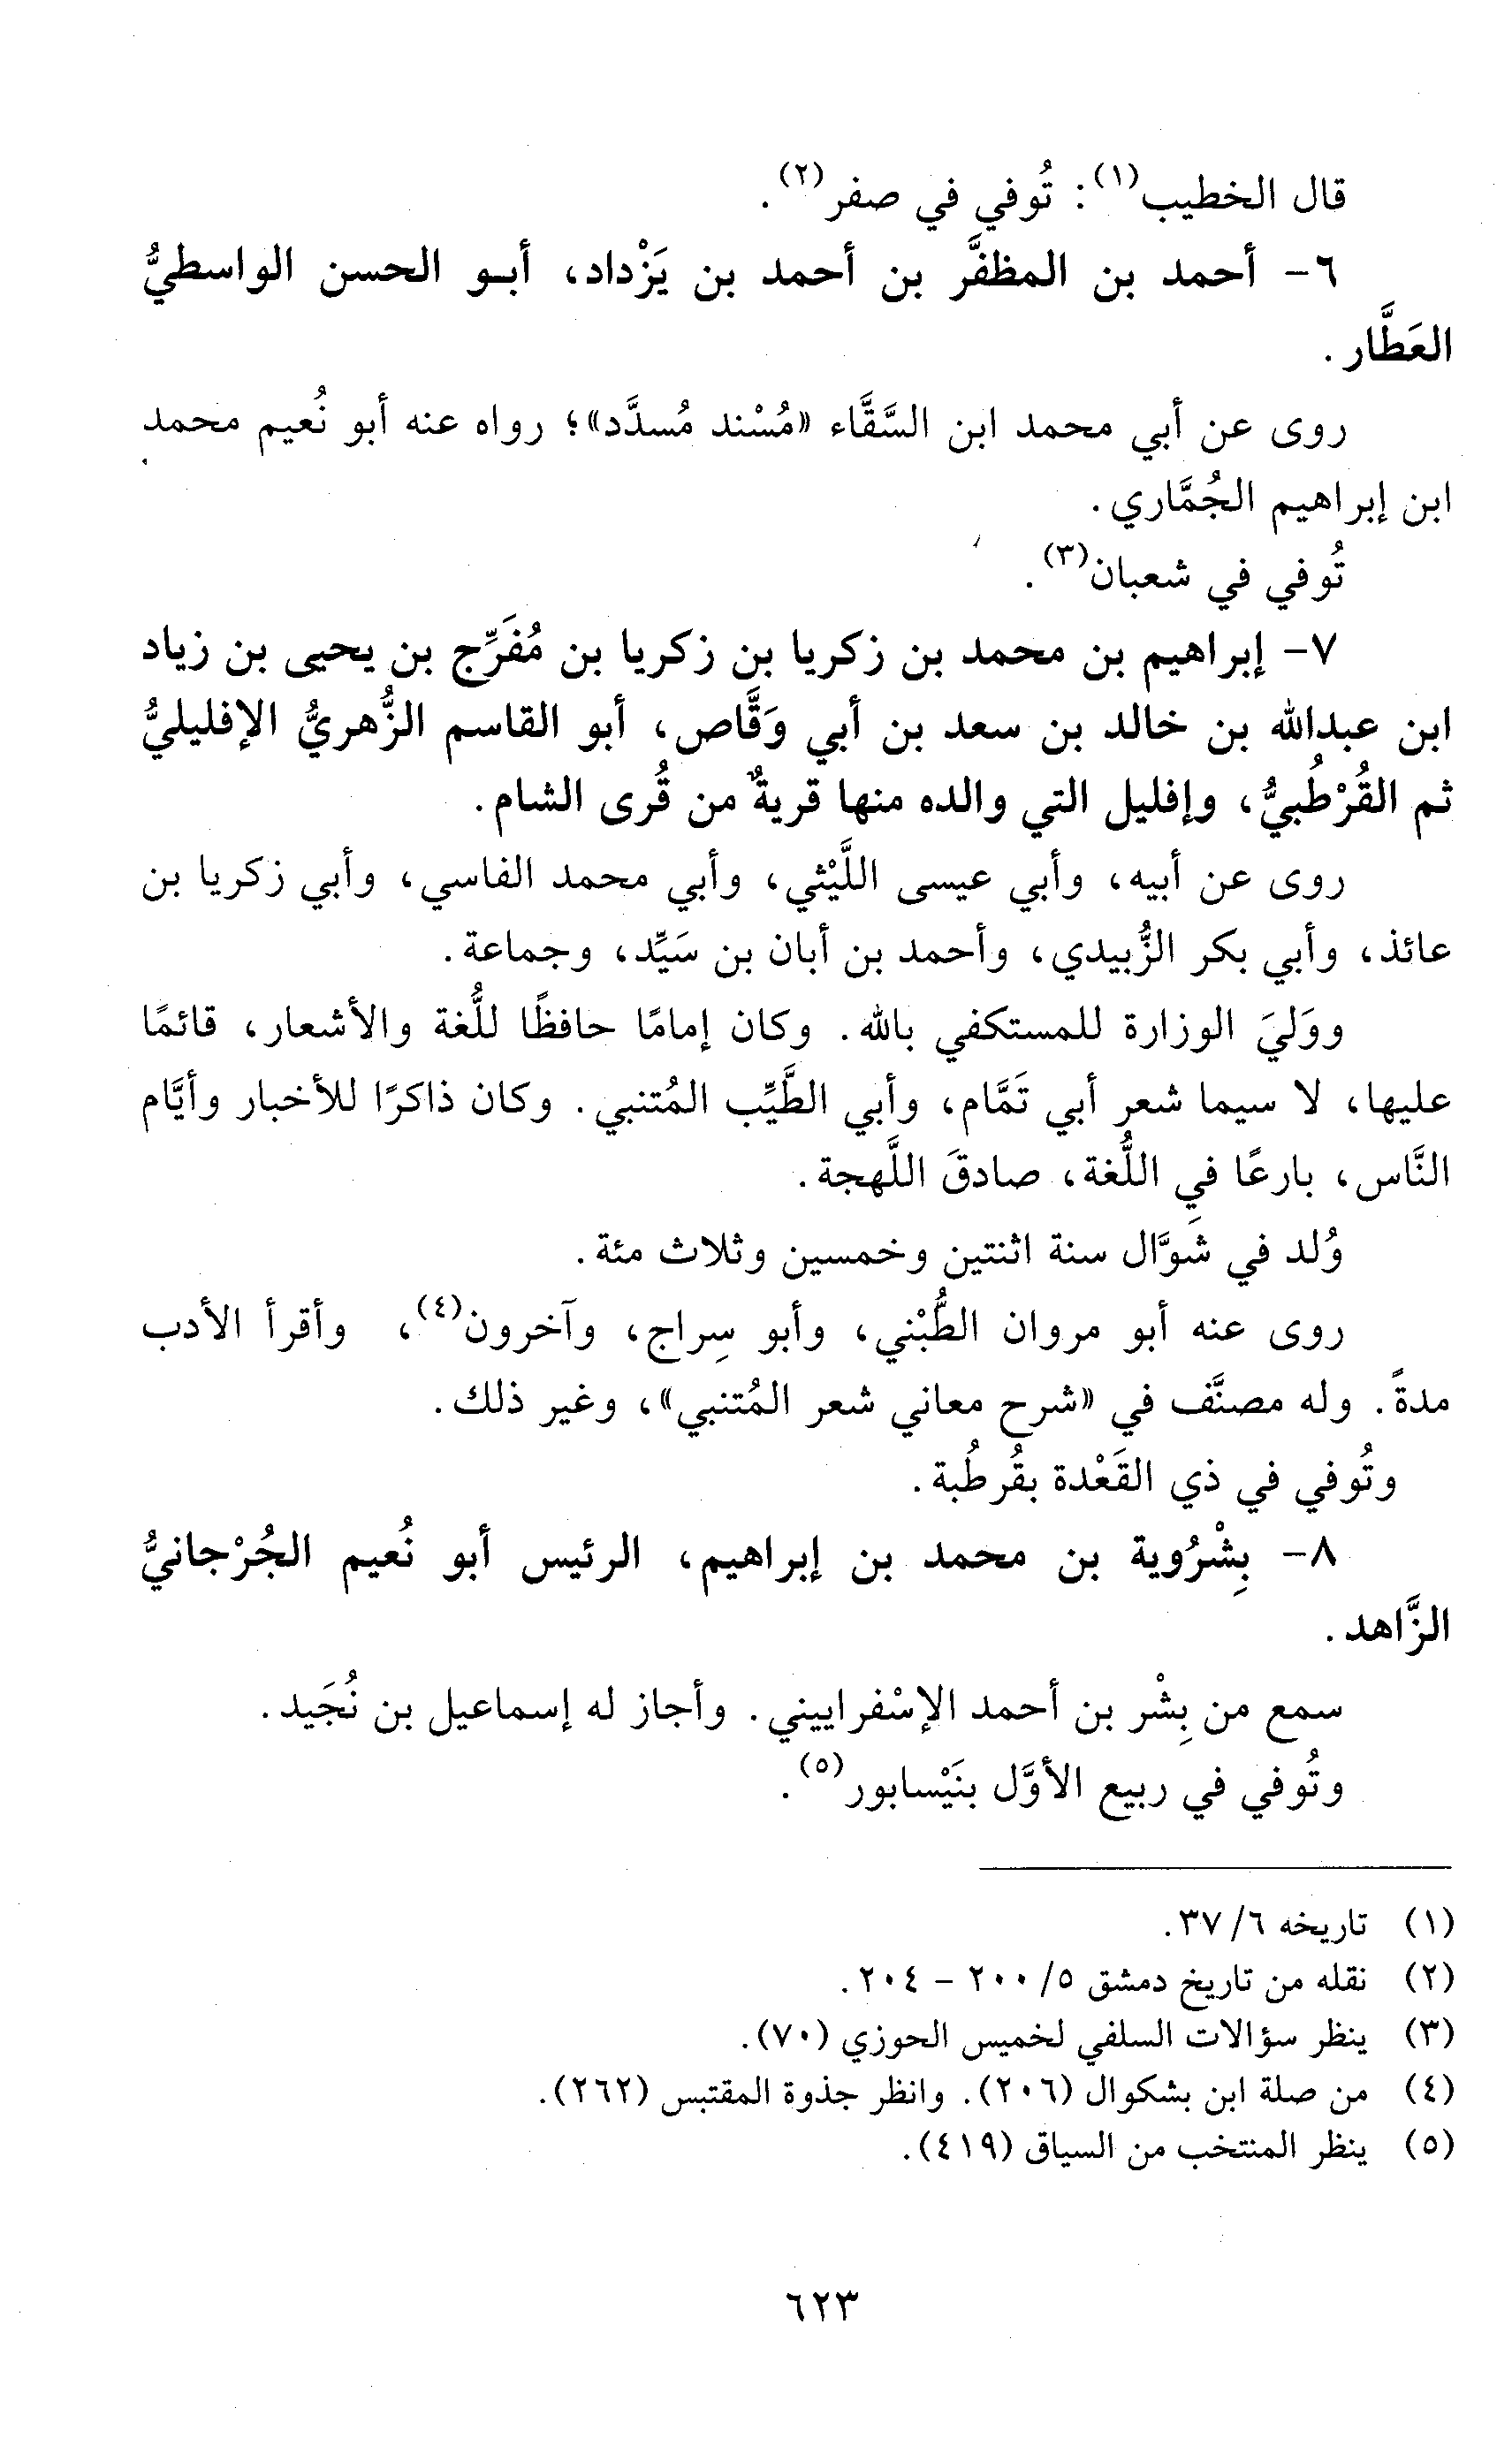 قال الخطيب(١): تُوفي في صفر(٢).
٦- أحمد بن المظفَّر بن أحمد بن يَزْداد، أبو الحسن الواسطيُّ
العَطَّار.
روى عن أبي محمد ابن السَّقَّاء «مُسْند مُسدَّد»؛ رواه عنه أبو نُعيم محمد
ابن إبراهيم الجُمَّاري.
تُوفي في شعبان(٣).
٧- إبراهيم بن محمد بن زكريا بن زكريا بن مُفَرِّج بن يحيى بن زياد
ابن عبدالله بن خالد بن سعد بن أبي وَقَّاص، أبو القاسم الزُّهريُّ الإفليليُّ
ثم القُرْطُبيُّ، وإفليل التي والده منها قريةٌ من قُرى الشام.
روى عن أبيه، وأبي عيسى اللَّيْثي، وأبي محمد الفاسي، وأبي زكريا بن
عائذ، وأبي بكر الزُّبيدي، وأحمد بن أبان بن سَيِّد، وجماعة.
ووَليَ الوزارة للمستكفي بالله. وكان إمامًا حافظًا للُّغة والأشعار، قائمًا
عليها، لا سيما شعر أبي تَمَّام، وأبي الطَّيِّب المُتنبي. وكان ذاكرًا للأخبار وأيَّام
النَّاس، بارعًا في اللُّغة، صادقَ اللَّهجة.
وُلد في شَوَّال سنة اثنتين وخمسين وثلاث مئة.
روى عنه أبو مروان الطُّبْني، وأبو سِراج، وآخرون(٤)، وأقرأ الأدب
مدةً. وله مصنَّف في «شرح معاني شعر المُتنبي»، وغير ذلك.
وتُوفي في ذي القَعْدة بقُرطُبة.
٨- بِشْرُوية بن محمد بن إبراهيم، الرئيس أبو نُعيم الجُرْجانيُّ
الزَّاهد.
سمع من بِشْر بن أحمد الإسْفراييني. وأجاز له إسماعيل بن نُجَيد.
وتُوفي في ربيع الأوَّل بنَيْسابور(٥).
(١) تاريخه ٦/ ٣٧.
(٢) نقله من تاريخ دمشق ٥/ ٢٠٠ - ٢٠٤.
(٣) ينظر سؤالات السلفي لخميس الحوزي (٧٠).
(٤) من صلة ابن بشكوال (٢٠٦). وانظر جذوة المقتبس (٢٦٢).
(٥) ينظر المنتخب من السياق (٤١٩).
٦٢٣